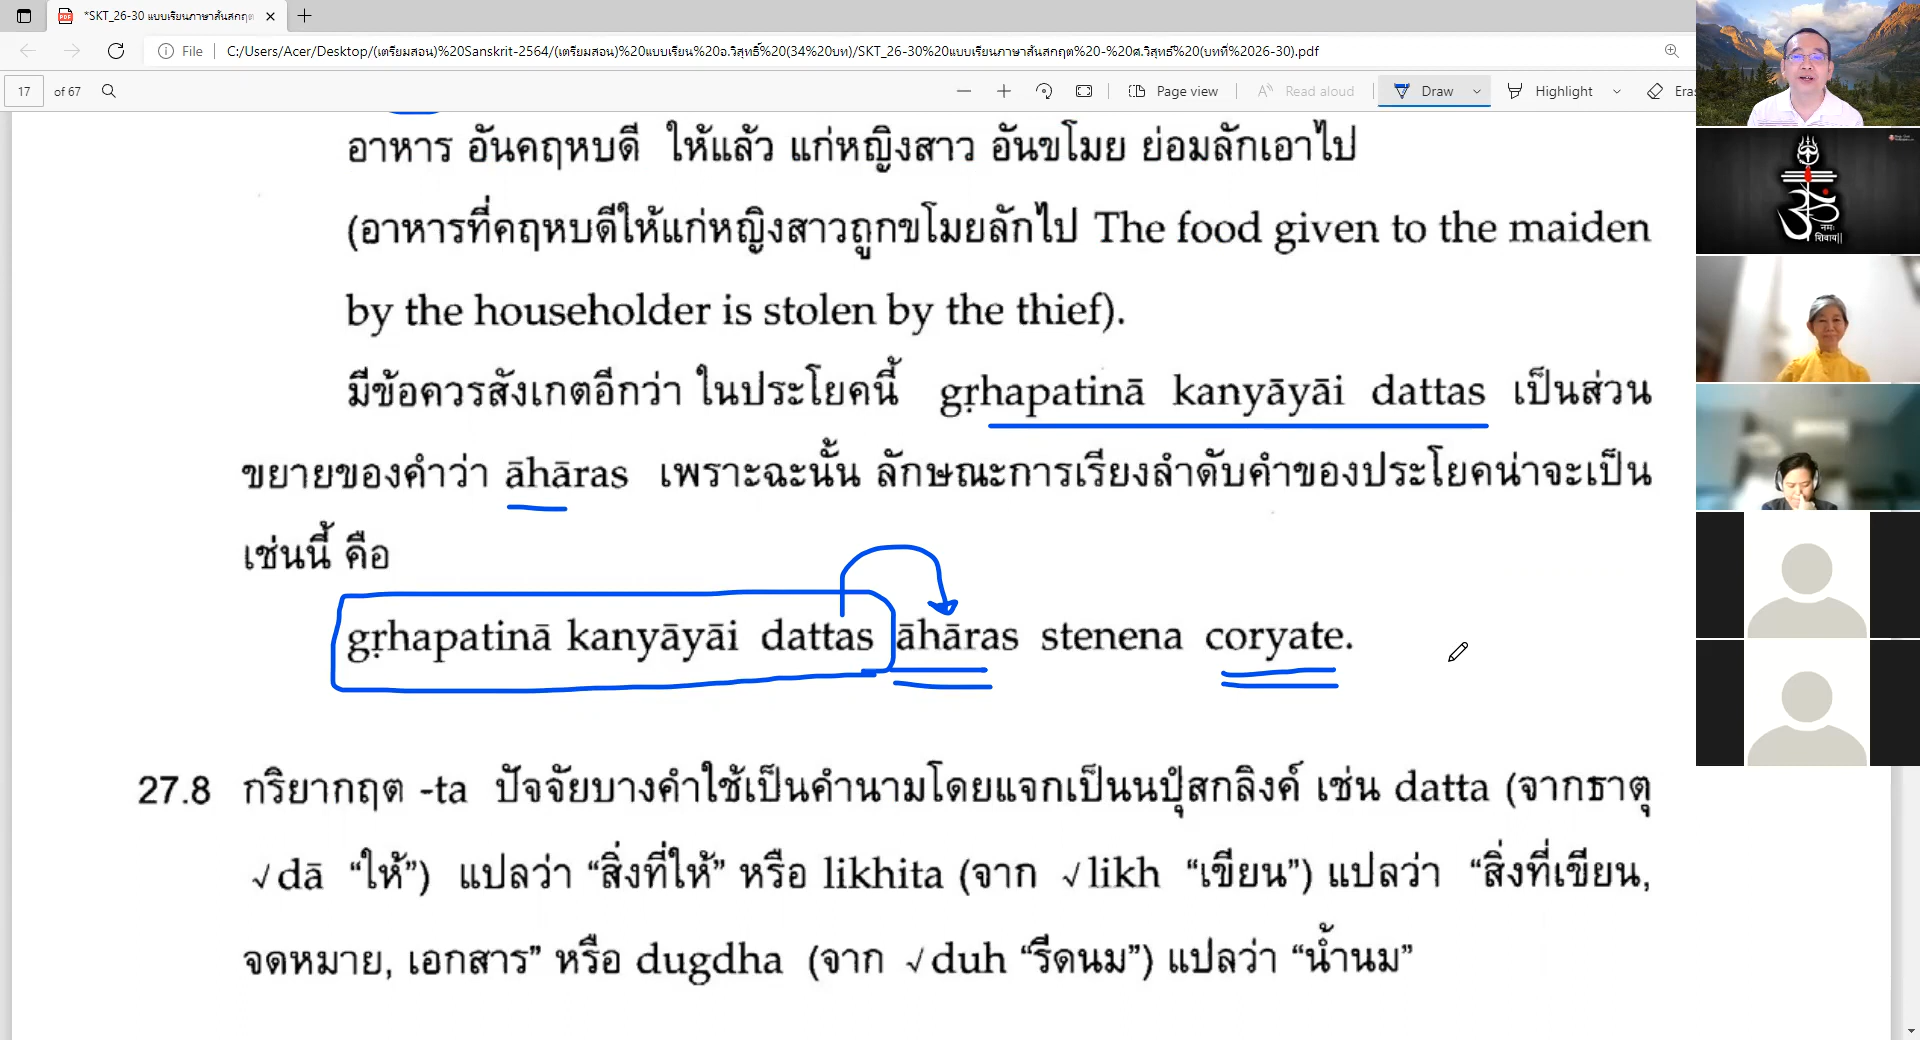 *SKT_26-30 แบบเรียนภาษาสันสกฤต
File C:/Users/Acer/Desktop/(เตรียมสอน)%20Sanskrit-2564/(เตรียมสอน)%20แบบเรียน%20อ.วิสุทธิ์%20(34%20บท)/SKT_26-30%20แบบเรียนภาษาสันสกฤต%20-%20ศ.วิสุทธ์%20(บทที่%2026-30).pdf
17 of 67 Page view Read aloud Draw Highlight Eras
อาหาร อันคฤหบดี ให้แล้ว แก่หญิงสาว อันขโมย ย่อมลักเอาไป
(อาหารที่คฤหบดีให้แก่หญิงสาวถูกขโมยลักไป The food given to the maiden
by the householder is stolen by the thief).
มีข้อควรสังเกตอีกว่า ในประโยคนี้ gṛhapatinā kanyāyāi dattas เป็นส่วน
ขยายของคำว่า āhāras เพราะฉะนั้น ลักษณะการเรียงลำดับคำของประโยคน่าจะเป็น
เช่นนี้ คือ
gṛhapatinā kanyāyāi dattas āhāras stenena coryate.
27.8 กริยากฤต -ta ปัจจัยบางคำใช้เป็นคำนามโดยแจกเป็นนปุํสกลิงค์ เช่น datta (จากธาตุ
√dā “ให้”) แปลว่า “สิ่งที่ให้” หรือ likhita (จาก √likh “เขียน”) แปลว่า “สิ่งที่เขียน,
จดหมาย, เอกสาร” หรือ dugdha (จาก √duh “รีดนม”) แปลว่า “น้ำนม”
ॐ
नमः
शिवाय||